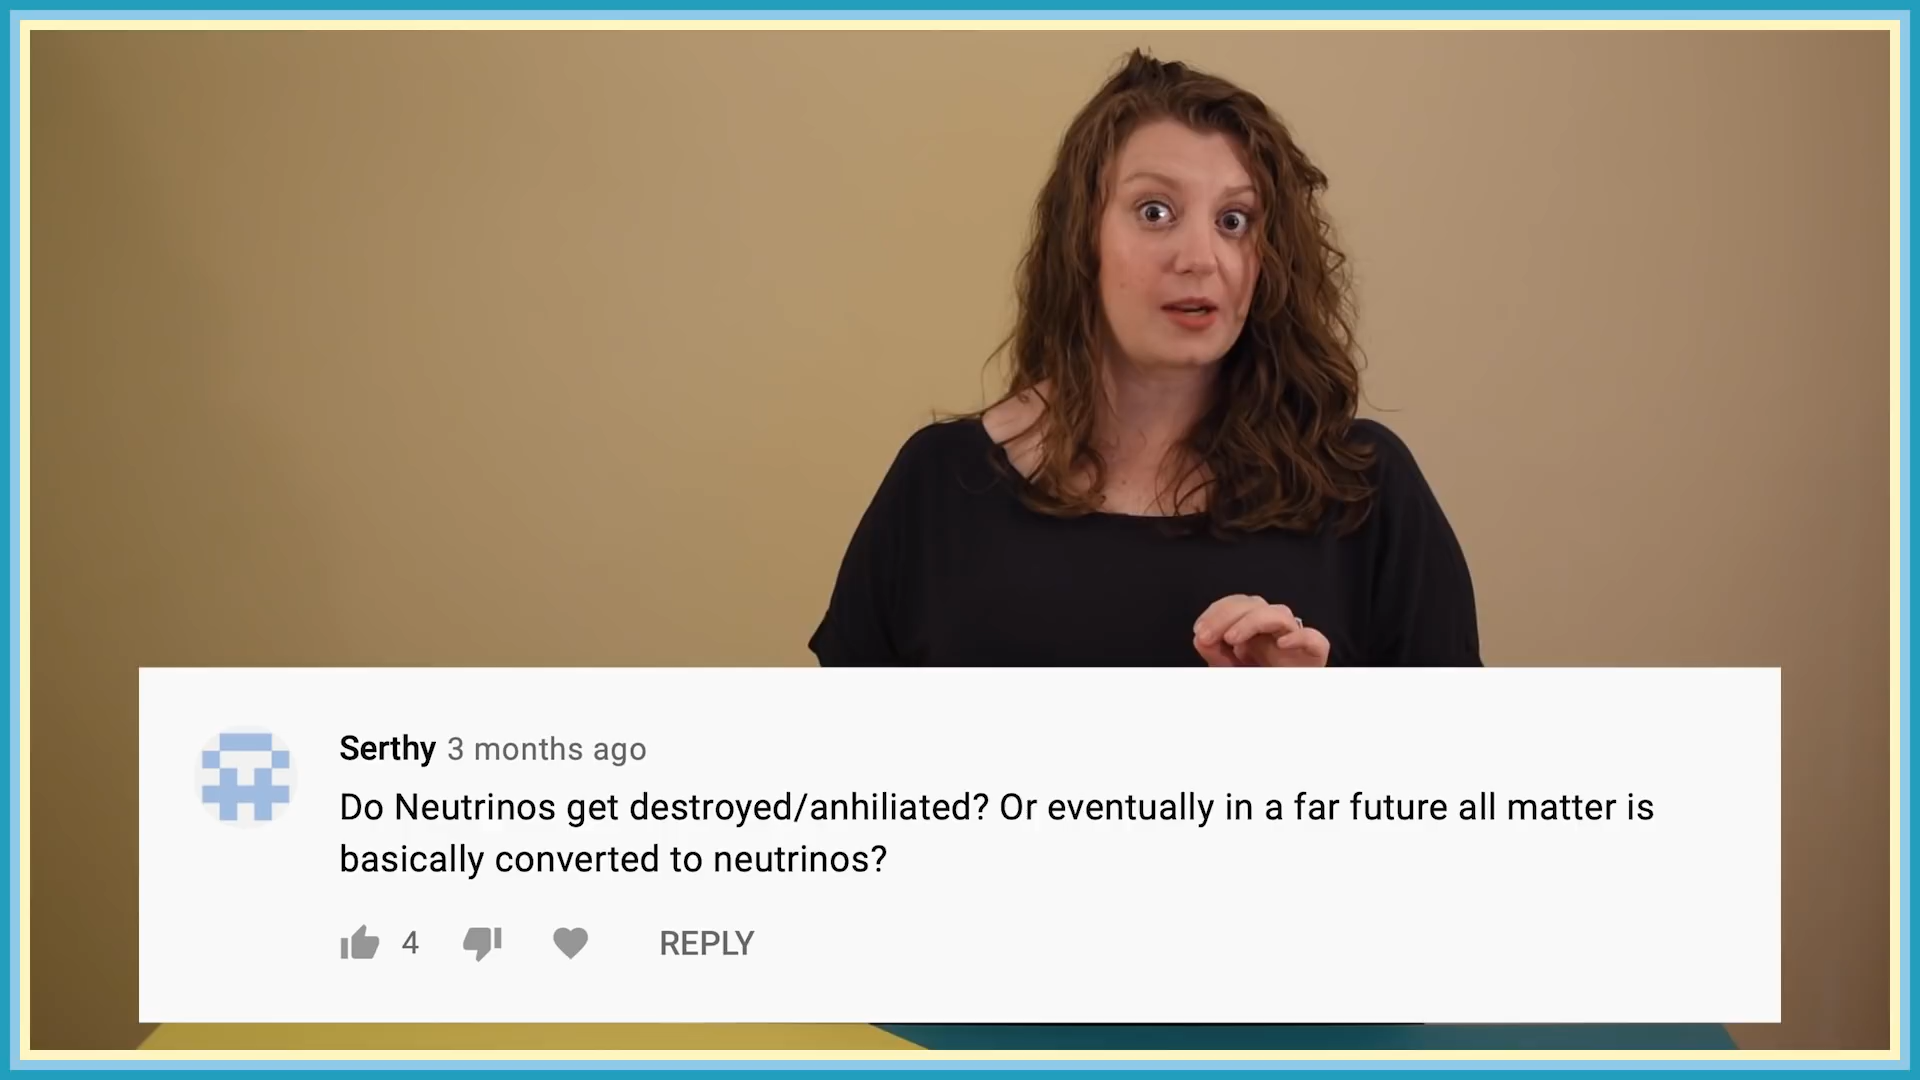 Serthy 3 months ago
Do Neutrinos get destroyed/anhiliated? Or eventually in a far future all matter is
basically converted to neutrinos?
4 REPLY